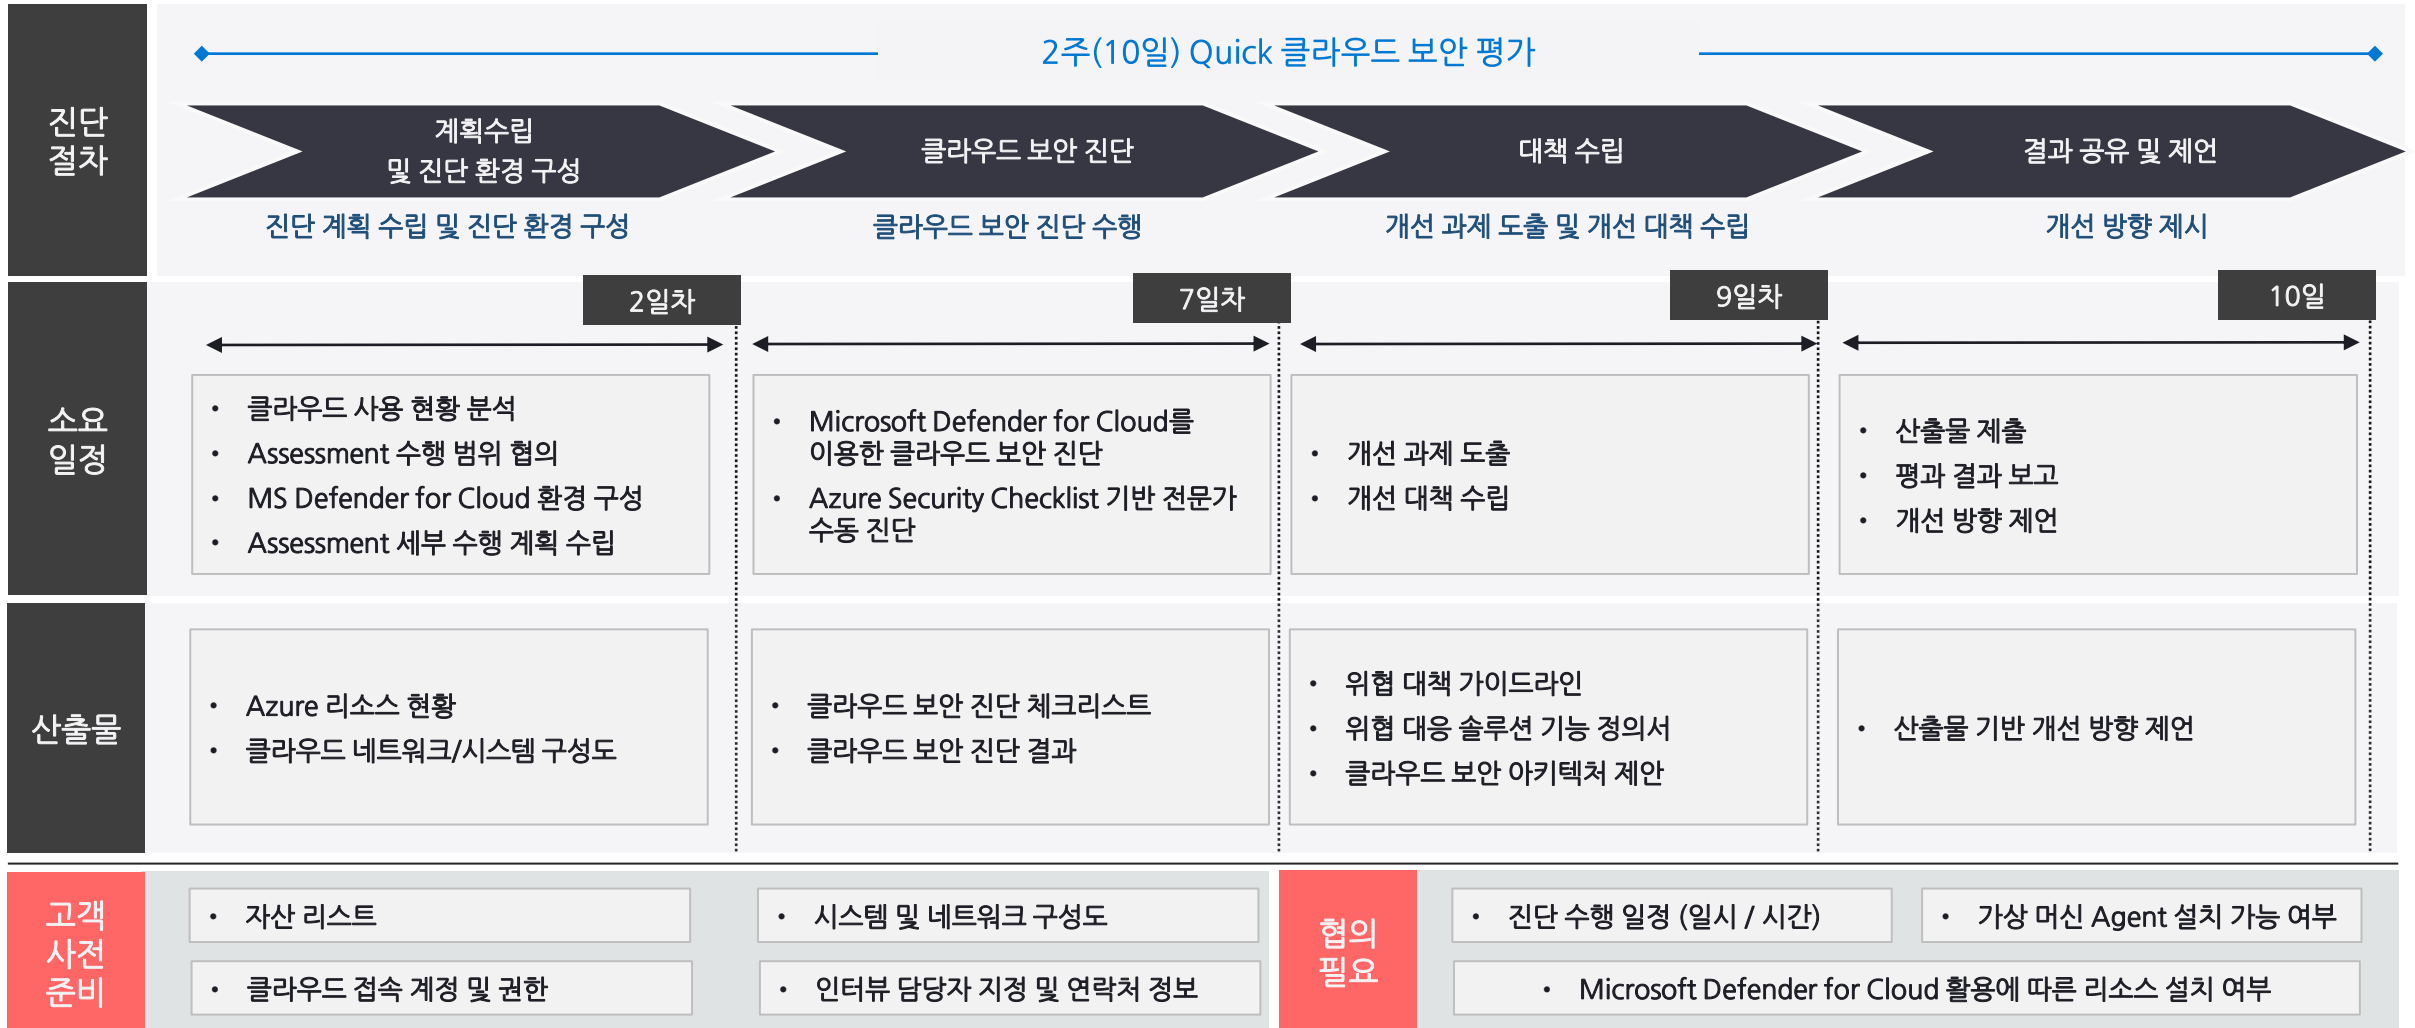 진단
절차
2주(10일) Quick 클라우드 보안 평가
계획수립
및 진단 환경 구성
클라우드 보안 진단
대책 수립
결과 공유 및 제언
진단 계획 수립 및 진단 환경 구성
클라우드 보안 진단 수행
개선 과제 도출 및 개선 대책 수립
개선 방향 제시
소요
일정
2일차
7일차
9일차
10일
• 클라우드 사용 현황 분석
• Assessment 수행 범위 협의
• MS Defender for Cloud 환경 구성
• Assessment 세부 수행 계획 수립
• Microsoft Defender for Cloud를
이용한 클라우드 보안 진단
• Azure Security Checklist 기반 전문가
수동 진단
• 개선 과제 도출
• 개선 대책 수립
• 산출물 제출
• 평과 결과 보고
• 개선 방향 제언
산출물
• Azure 리소스 현황
• 클라우드 네트워크/시스템 구성도
• 클라우드 보안 진단 체크리스트
• 클라우드 보안 진단 결과
• 위협 대책 가이드라인
• 위협 대응 솔루션 기능 정의서
• 클라우드 보안 아키텍처 제안
• 산출물 기반 개선 방향 제언
고객
사전
준비
• 자산 리스트
• 시스템 및 네트워크 구성도
• 클라우드 접속 계정 및 권한
• 인터뷰 담당자 지정 및 연락처 정보
협의
필요
• 진단 수행 일정 (일시 / 시간)
• 가상 머신 Agent 설치 가능 여부
• Microsoft Defender for Cloud 활용에 따른 리소스 설치 여부